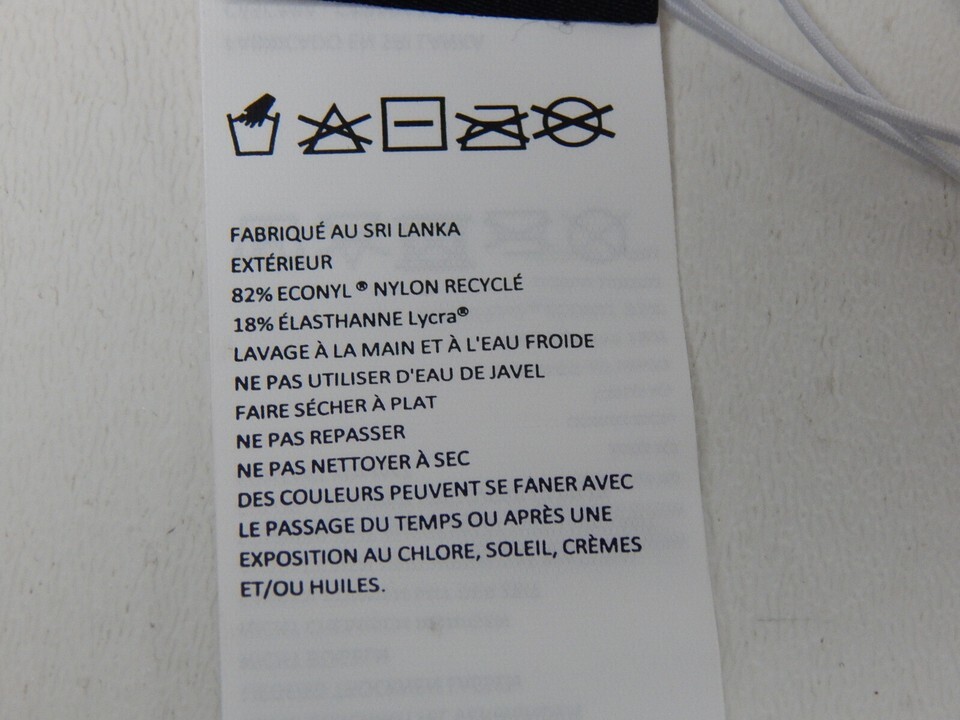 FABRIQUÉ AU SRI LANKA
EXTÉRIEUR
82% ECONYL® NYLON RECYCLÉ
18% ÉLASTHANNE Lycra®
LAVAGE À LA MAIN ET À L'EAU FROIDE
NE PAS UTILISER D'EAU DE JAVEL
FAIRE SÉCHER À PLAT
NE PAS REPASSER
NE PAS NETTOYER À SEC
DES COULEURS PEUVENT SE FANER AVEC
LE PASSAGE DU TEMPS OU APRÈS UNE
EXPOSITION AU CHLORE, SOLEIL, CRÈMES
ET/OU HUILES.